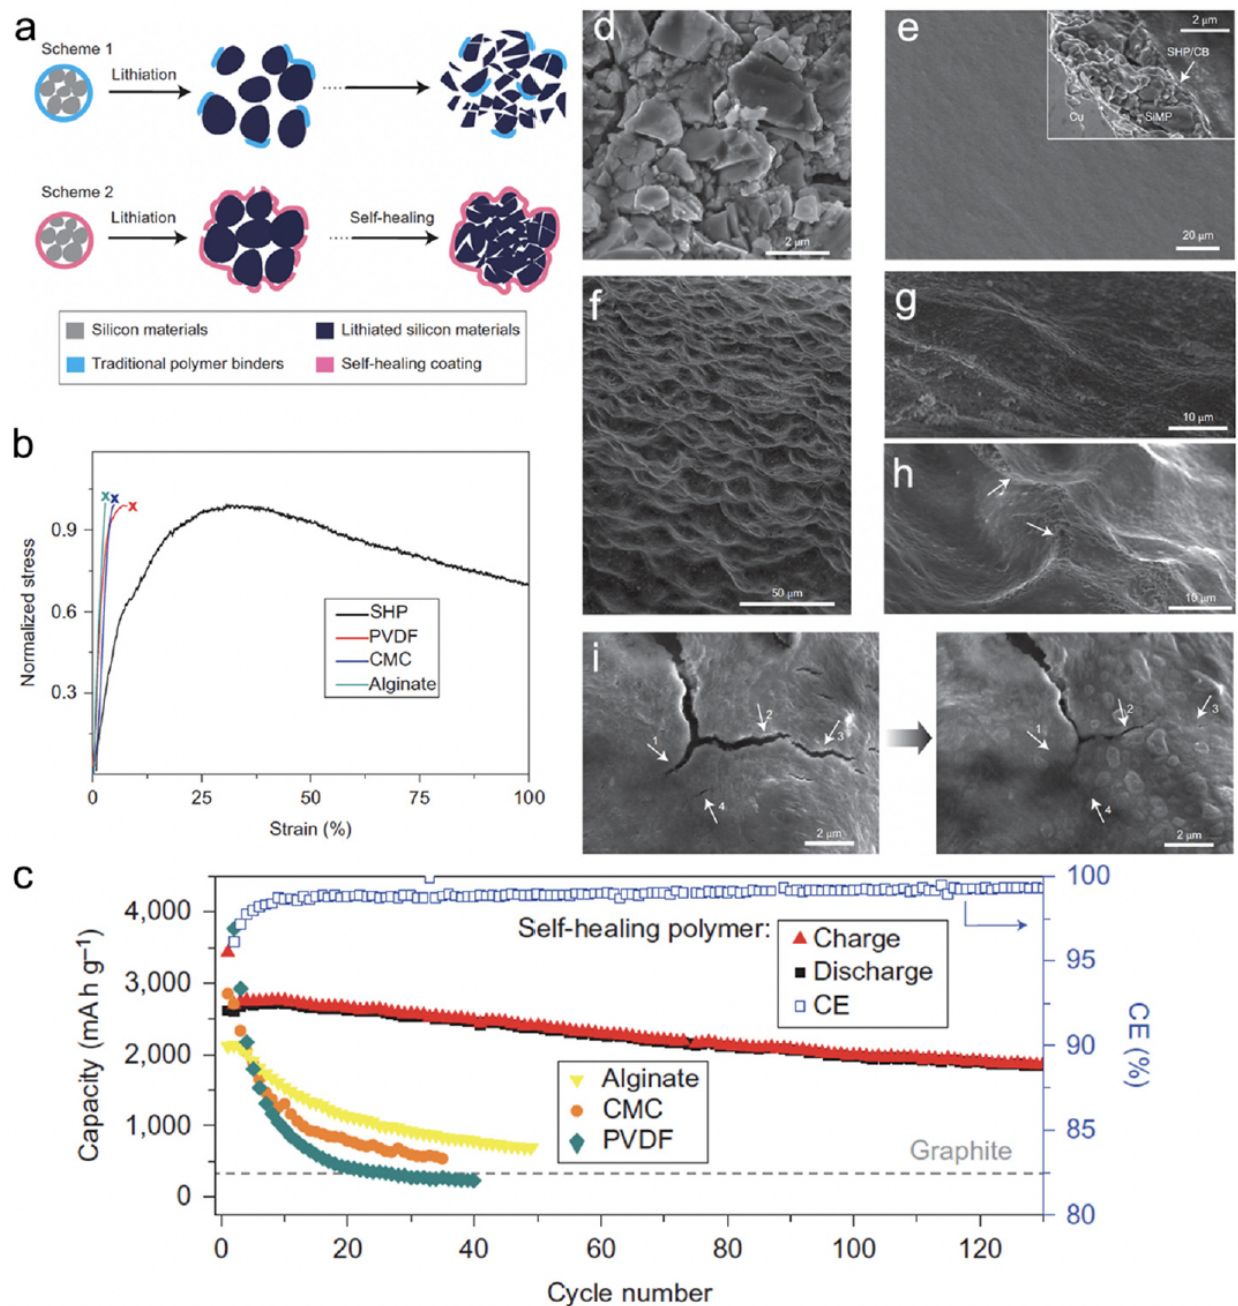 a
Scheme 1
Lithiation
Scheme 2
Lithiation
Self-healing
Silicon materials
Lithiated silicon materials
Traditional polymer binders
Self-healing coating
b
Normalized stress
0.9
0.6
0.3
x x x
SHP
PVDF
CMC
Alginate
0 25 50 75 100
Strain (%)
d
2 µm
e
2 µm
SHP/CB
Cu
SiMP
20 µm
f
50 µm
g
10 µm
h
10 µm
i
1
2
3
4
2 µm
1
2
3
4
2 µm
c
Capacity (mA h g–1)
4,000
3,000
2,000
1,000
0
Self-healing polymer:
Charge
Discharge
CE
Alginate
CMC
PVDF
Graphite
100
95
90
85
80
CE (%)
0 20 40 60 80 100 120
Cycle number